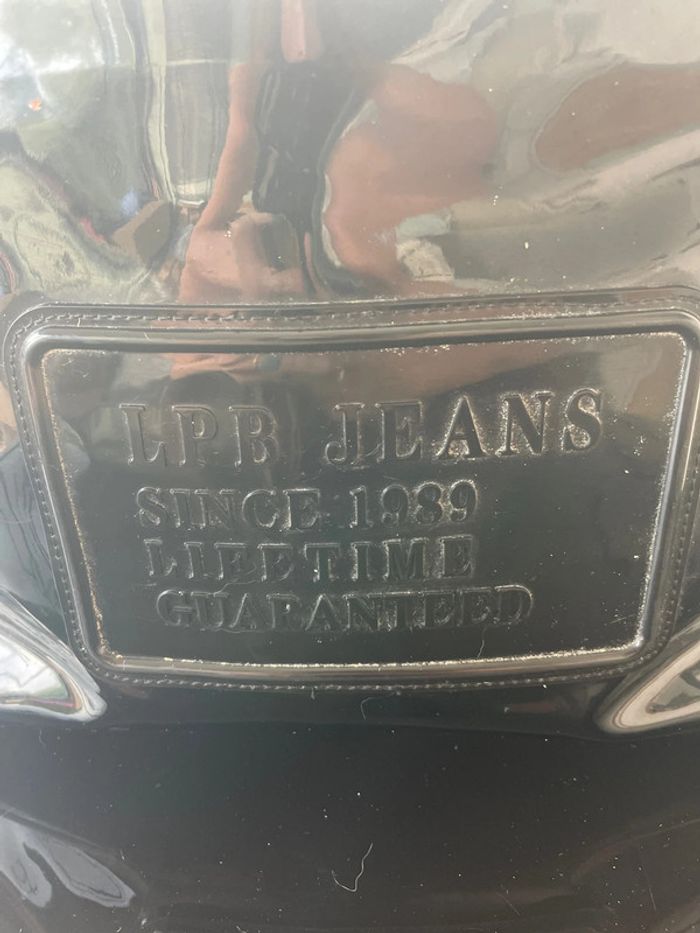 LPB JEANS
SINCE 1989
LIFETIME
GUARANTEED